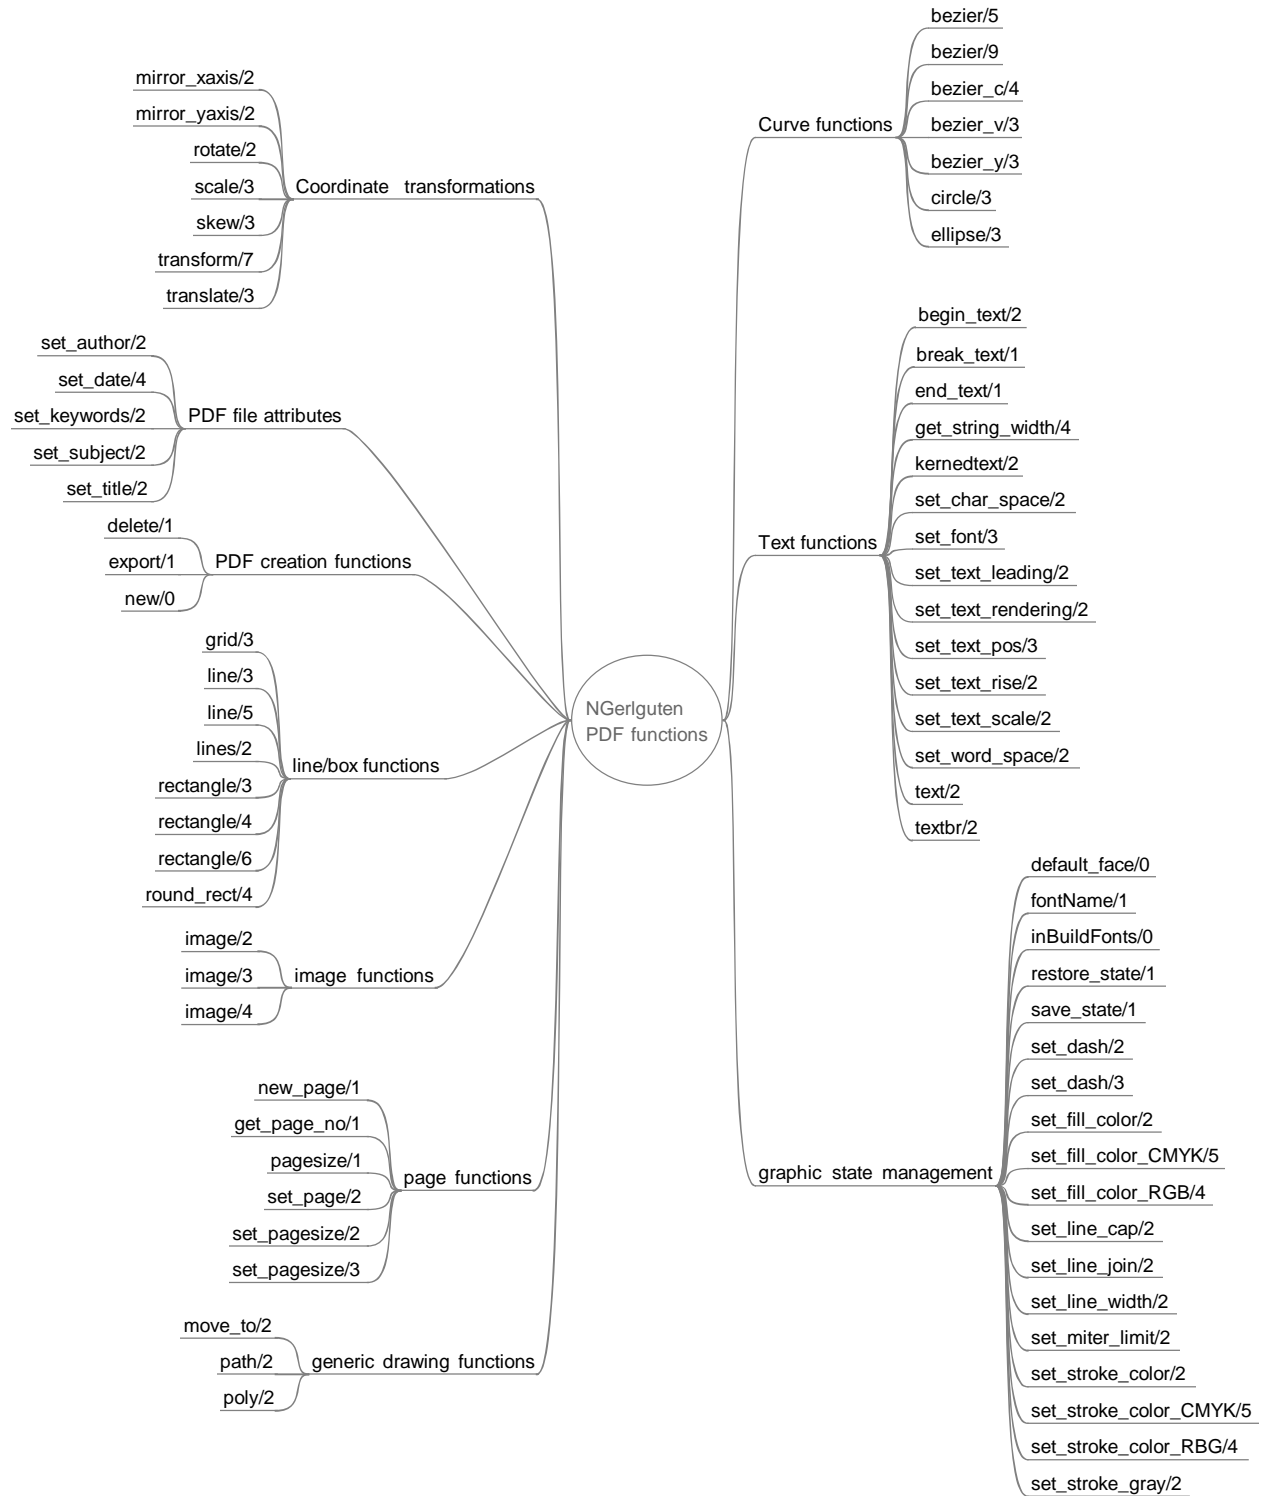 mirror_xaxis/2
mirror_yaxis/2
rotate/2
scale/3
skew/3
transform/7
translate/3
Coordinate transformations
set_author/2
set_date/4
set_keywords/2
set_subject/2
set_title/2
PDF file attributes
delete/1
export/1
new/0
PDF creation functions
grid/3
line/3
line/5
lines/2
rectangle/3
rectangle/4
rectangle/6
round_rect/4
line/box functions
image/2
image/3
image/4
image functions
new_page/1
get_page_no/1
pagesize/1
set_page/2
set_pagesize/2
set_pagesize/3
page functions
move_to/2
path/2
poly/2
generic drawing functions
NGerlguten
PDF functions
Curve functions
bezier/5
bezier/9
bezier_c/4
bezier_v/3
bezier_y/3
circle/3
ellipse/3
Text functions
begin_text/2
break_text/1
end_text/1
get_string_width/4
kernedtext/2
set_char_space/2
set_font/3
set_text_leading/2
set_text_rendering/2
set_text_pos/3
set_text_rise/2
set_text_scale/2
set_word_space/2
text/2
textbr/2
graphic state management
default_face/0
fontName/1
inBuildFonts/0
restore_state/1
save_state/1
set_dash/2
set_dash/3
set_fill_color/2
set_fill_color_CMYK/5
set_fill_color_RGB/4
set_line_cap/2
set_line_join/2
set_line_width/2
set_miter_limit/2
set_stroke_color/2
set_stroke_color_CMYK/5
set_stroke_color_RBG/4
set_stroke_gray/2